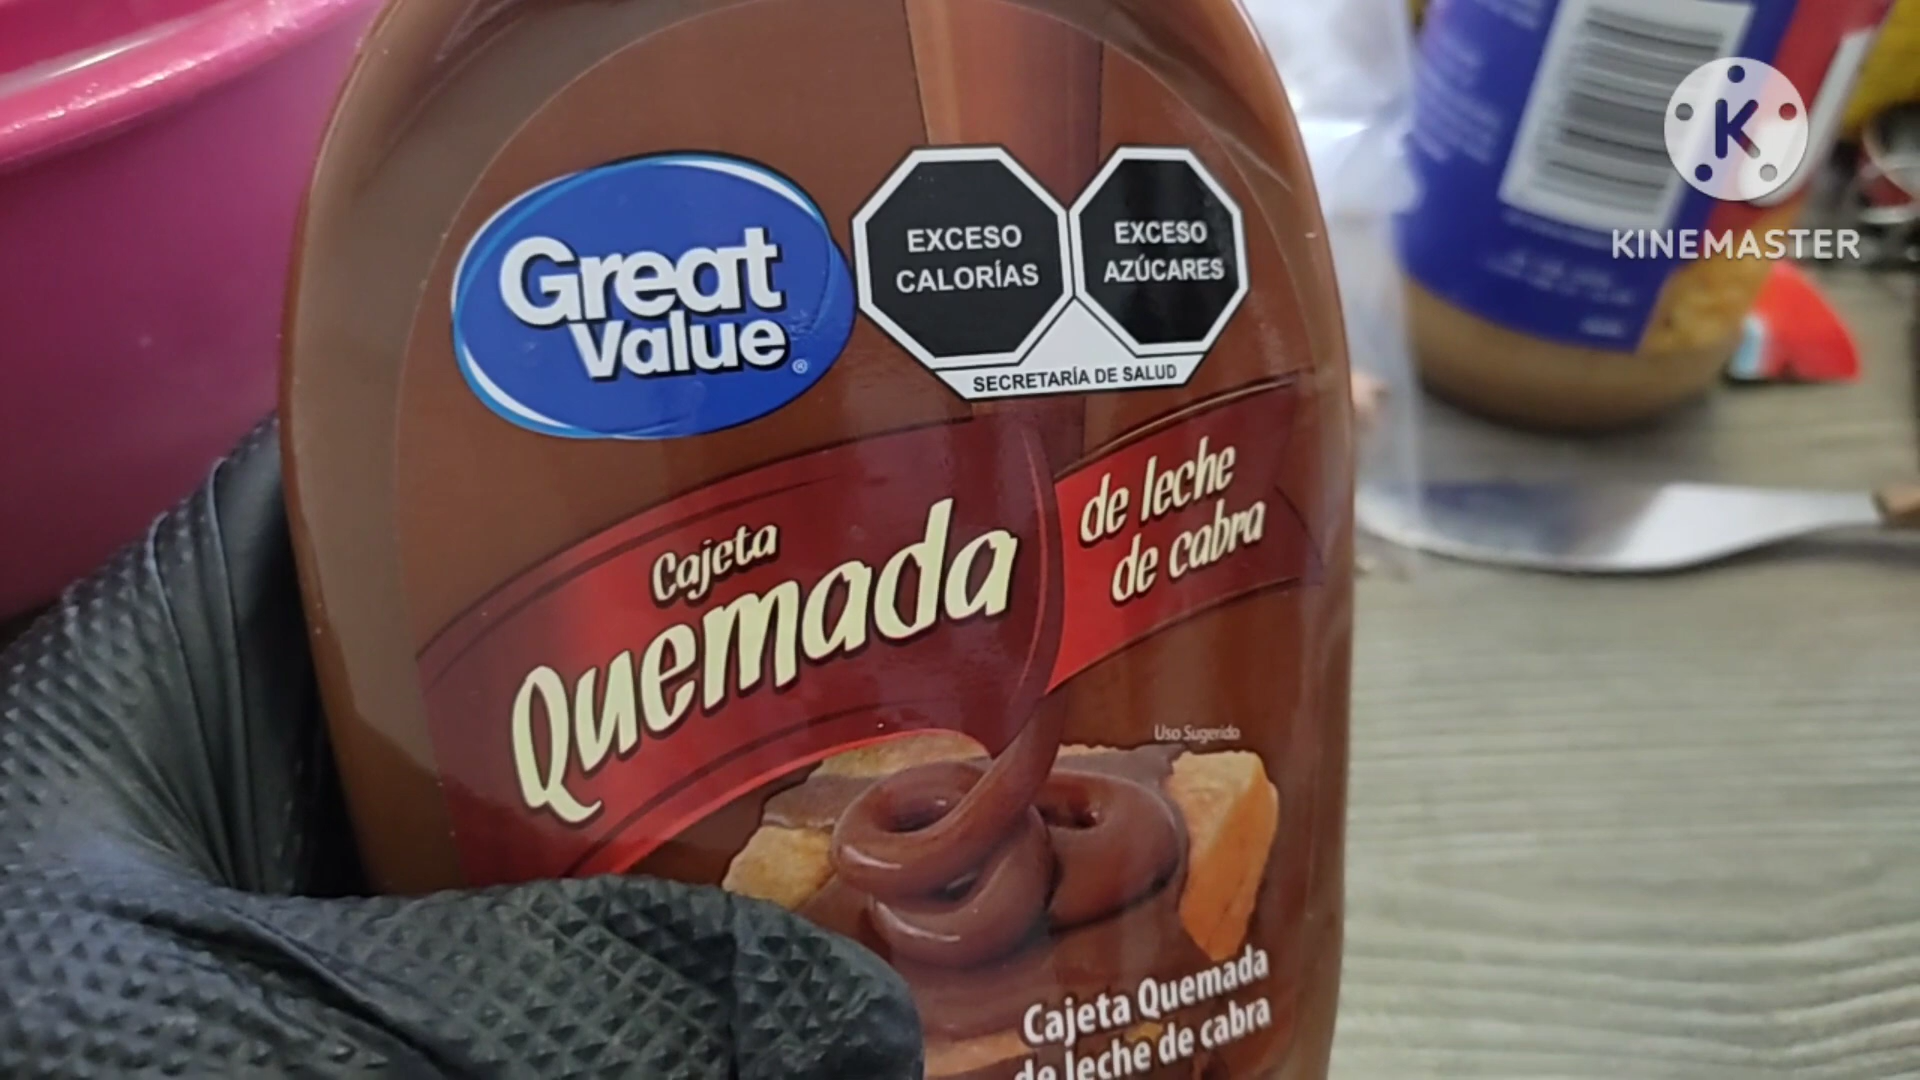 Great
Value®
EXCESO
CALORÍAS
EXCESO
AZÚCARES
SECRETARÍA DE SALUD
Cajeta
Quemada
de leche
de cabra
Uso Sugerido
Cajeta Quemada
de leche de cabra
K
KINEMASTER